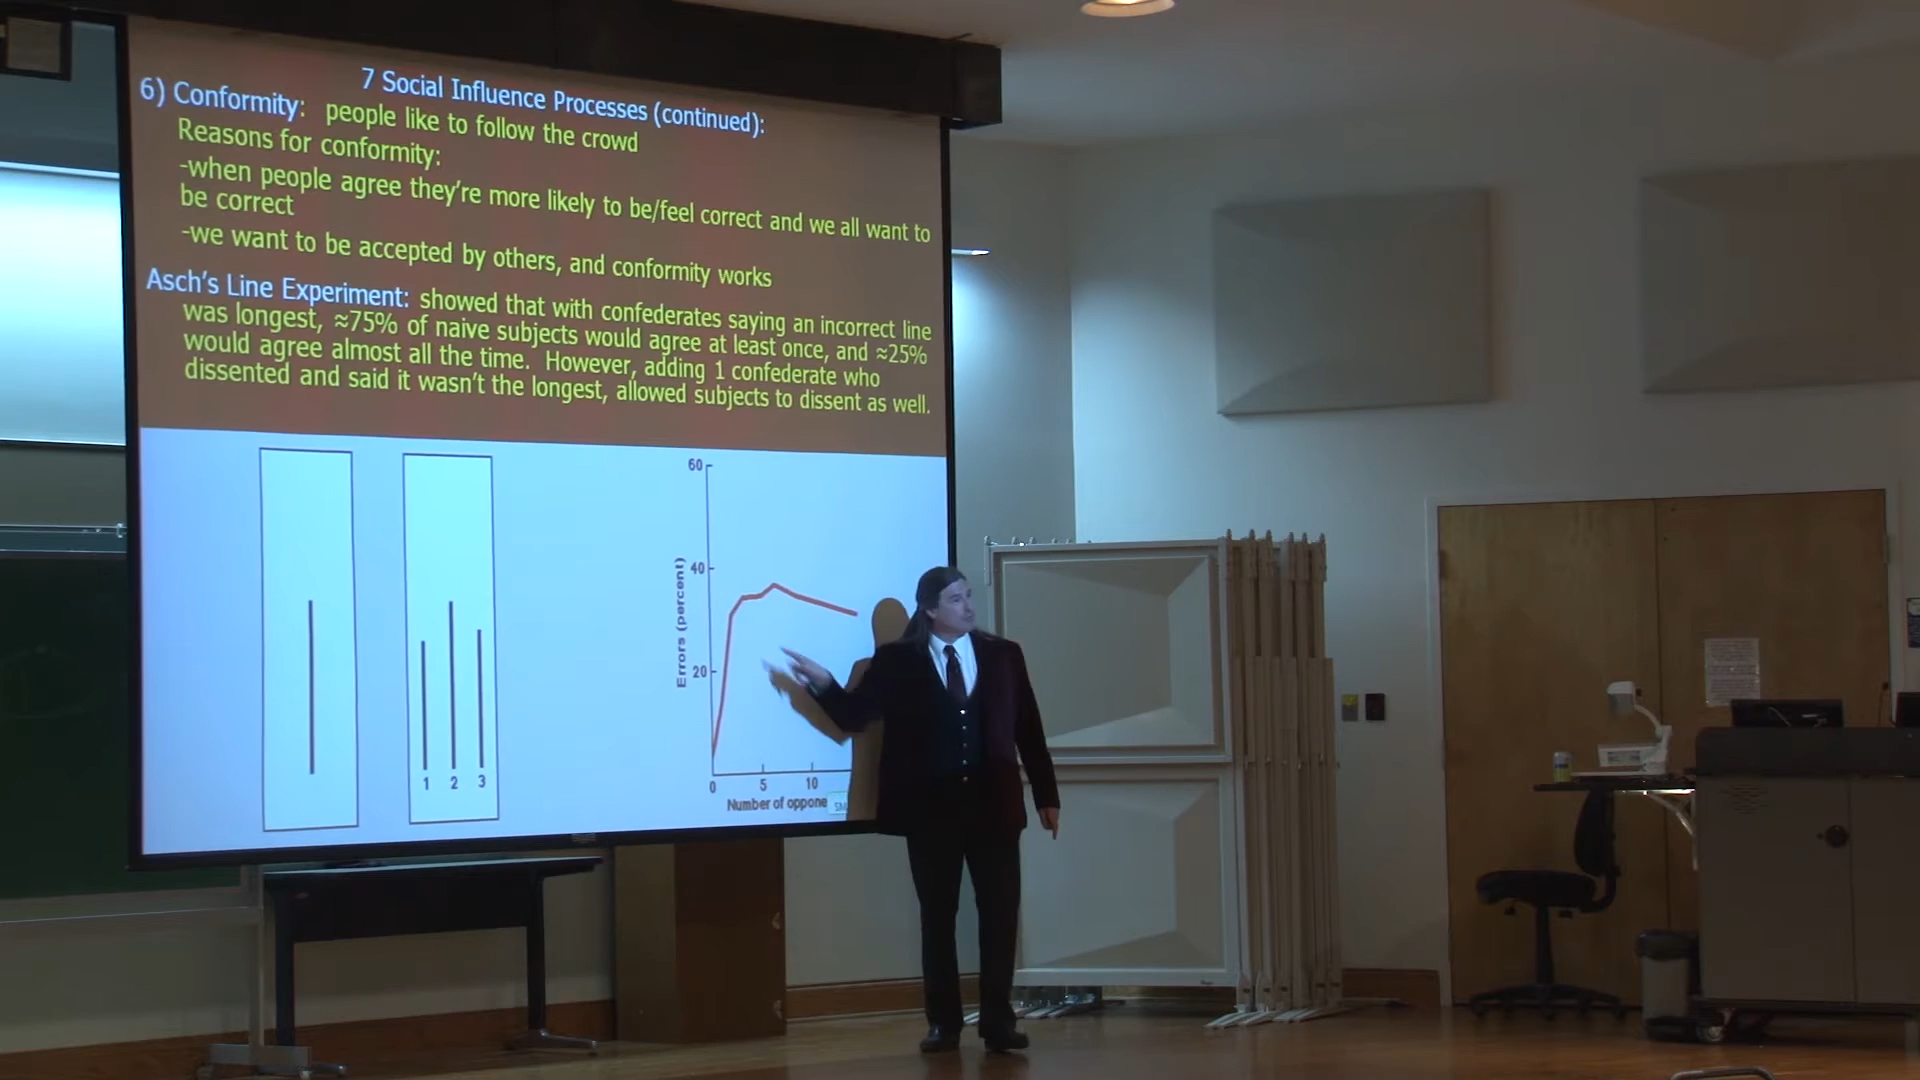 7 Social Influence Processes (continued):
6) Conformity: people like to follow the crowd
Reasons for conformity:
-when people agree they're more likely to be/feel correct and we all want to
be correct
-we want to be accepted by others, and conformity works
Asch's Line Experiment: showed that with confederates saying an incorrect line
was longest, ≈75% of naive subjects would agree at least once, and ≈25%
would agree almost all the time. However, adding 1 confederate who
dissented and said it wasn't the longest, allowed subjects to dissent as well.
1 2 3
60
40
20
Errors (percent)
0 5 10
Number of oppone